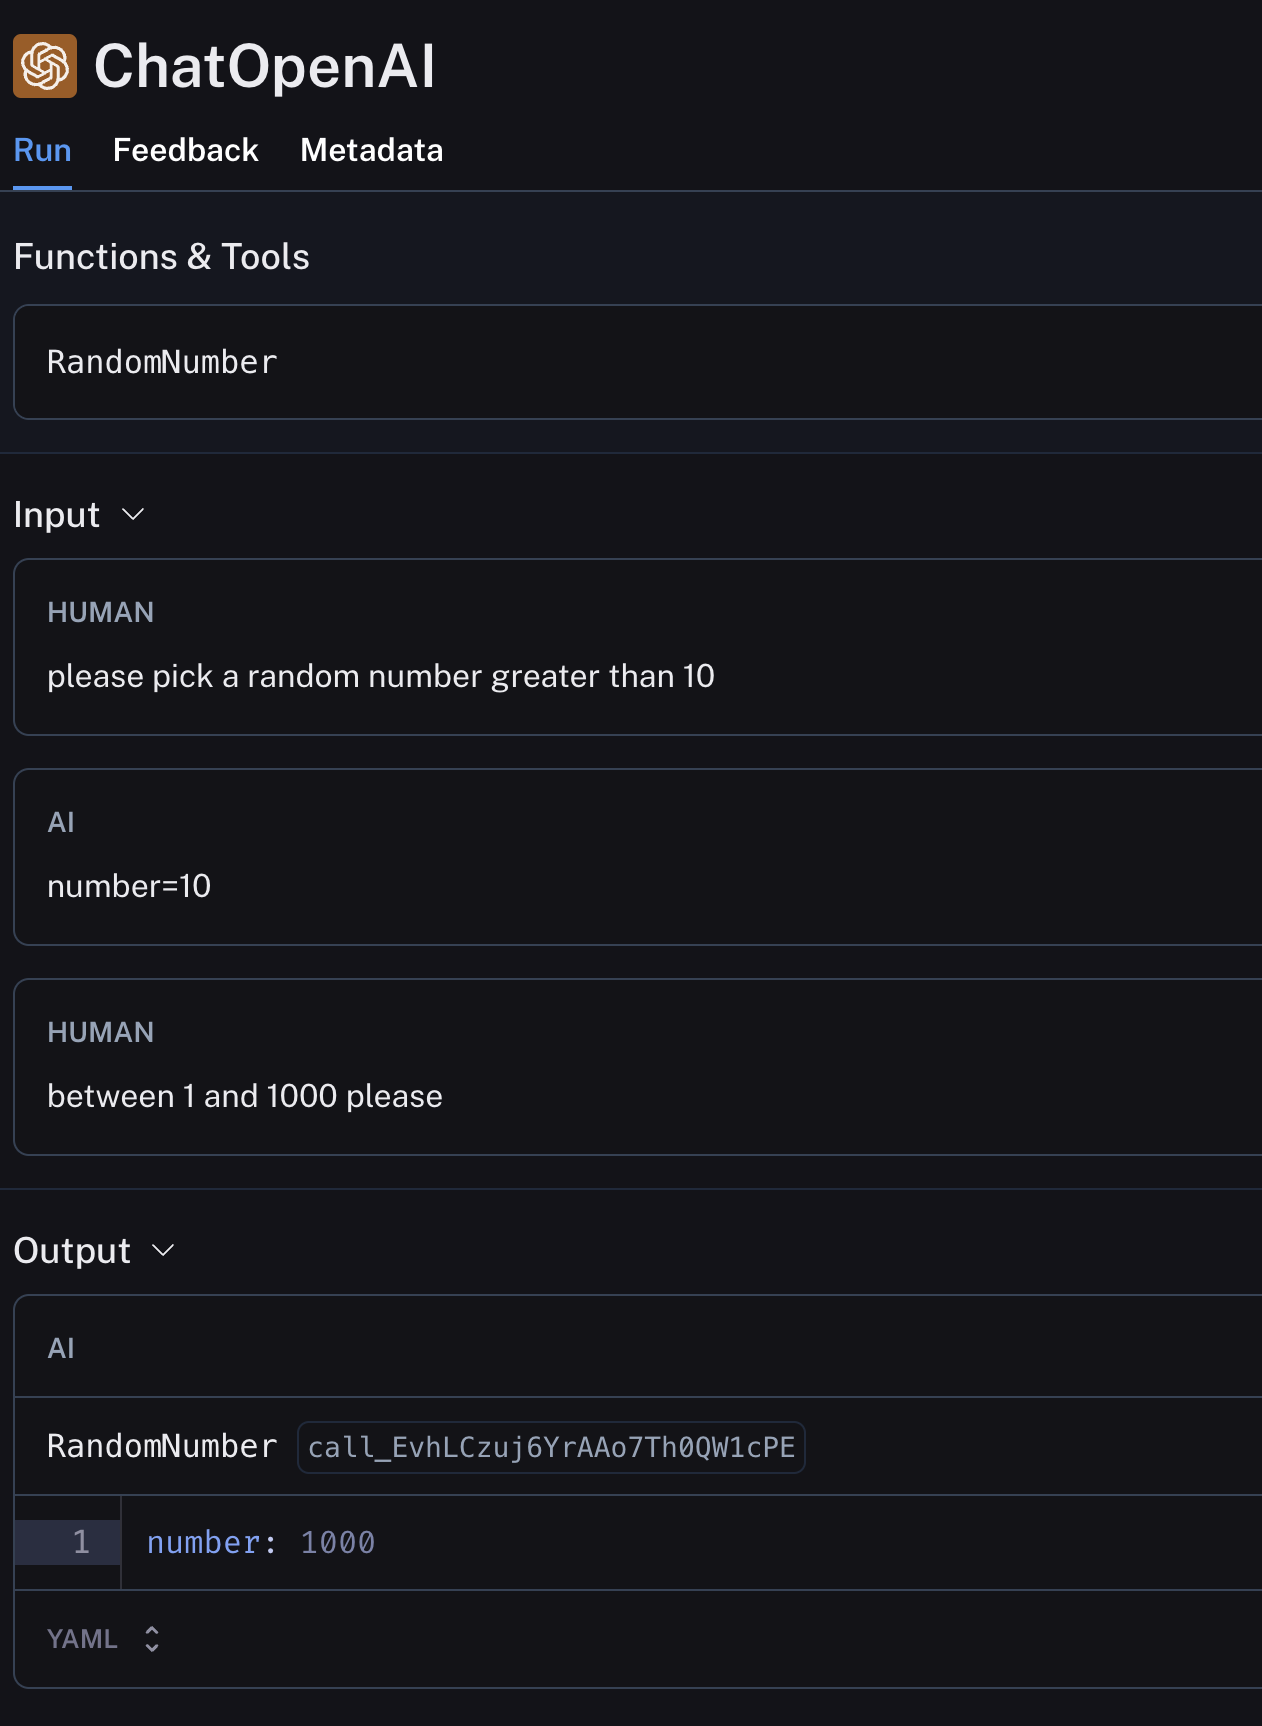 ChatOpenAI
Run Feedback Metadata
Functions & Tools
RandomNumber
Input
HUMAN
please pick a random number greater than 10
AI
number=10
HUMAN
between 1 and 1000 please
Output
AI
RandomNumber call_EvhLCzuj6YrAAo7Th0QW1cPE
1 number: 1000
YAML